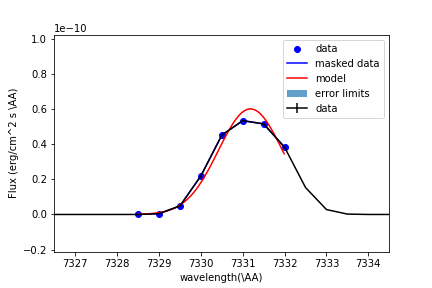 1e−10
1.0
0.8
0.6
0.4
0.2
0.0
−0.2
Flux (erg/cm^2 s \AA)
data
masked data
model
error limits
data
7327 7328 7329 7330 7331 7332 7333 7334
wavelength(\AA)